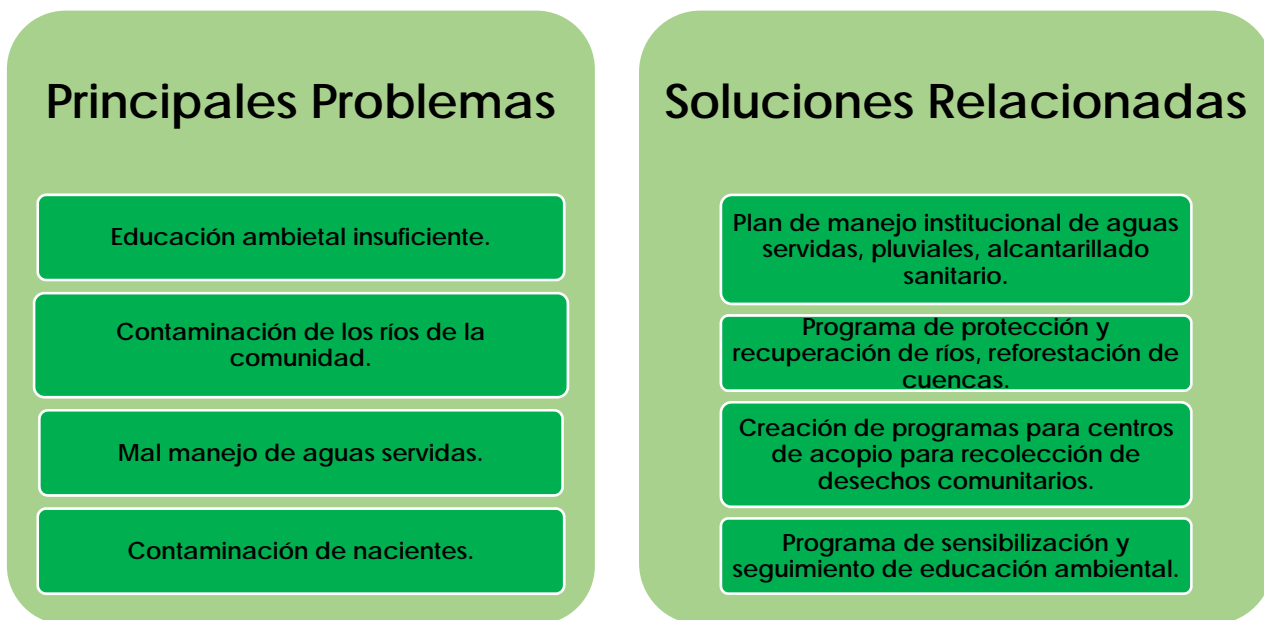 Principales Problemas
Educación ambietal insuficiente.
Contaminación de los ríos de la
comunidad.
Mal manejo de aguas servidas.
Contaminación de nacientes.
Soluciones Relacionadas
Plan de manejo institucional de aguas
servidas, pluviales, alcantarillado
sanitario.
Programa de protección y
recuperación de ríos, reforestación de
cuencas.
Creación de programas para centros
de acopio para recolección de
desechos comunitarios.
Programa de sensibilización y
seguimiento de educación ambiental.